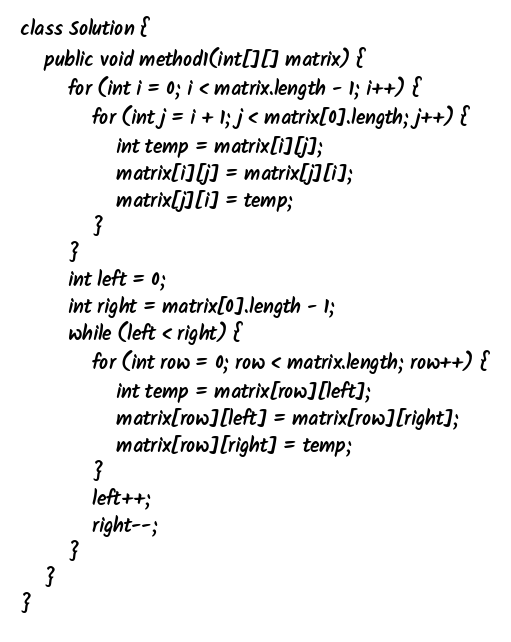 class Solution {
    public void method1(int[][] matrix) {
        for (int i = 0; i < matrix.length - 1; i++) {
            for (int j = i + 1; j < matrix[0].length; j++) {
                int temp = matrix[i][j];
                matrix[i][j] = matrix[j][i];
                matrix[j][i] = temp;
            }
        }
        int left = 0;
        int right = matrix[0].length - 1;
        while (left < right) {
            for (int row = 0; row < matrix.length; row++) {
                int temp = matrix[row][left];
                matrix[row][left] = matrix[row][right];
                matrix[row][right] = temp;
            }
            left++;
            right--;
        }
    }
}